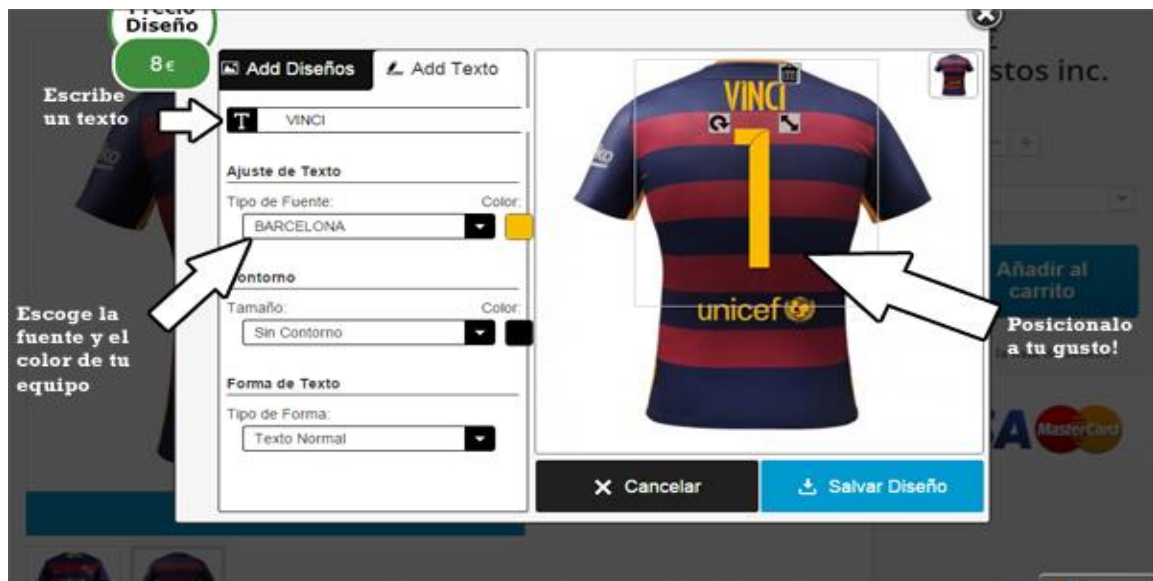 Precio
Diseño
8 €
Escribe
un texto
Escoge la
fuente y el
color de tu
equipo
Add Diseños
Add Texto
T VINCI
Ajuste de Texto
Tipo de Fuente: Color:
BARCELONA
Contorno
Tamaño: Color:
Sin Contorno
Forma de Texto
Tipo de Forma:
Texto Normal
VINCI
1
unicef
Cancelar
Salvar Diseño
Posicionalo
a tu gusto!
stos inc.
Añadir al
carrito
MasterCard